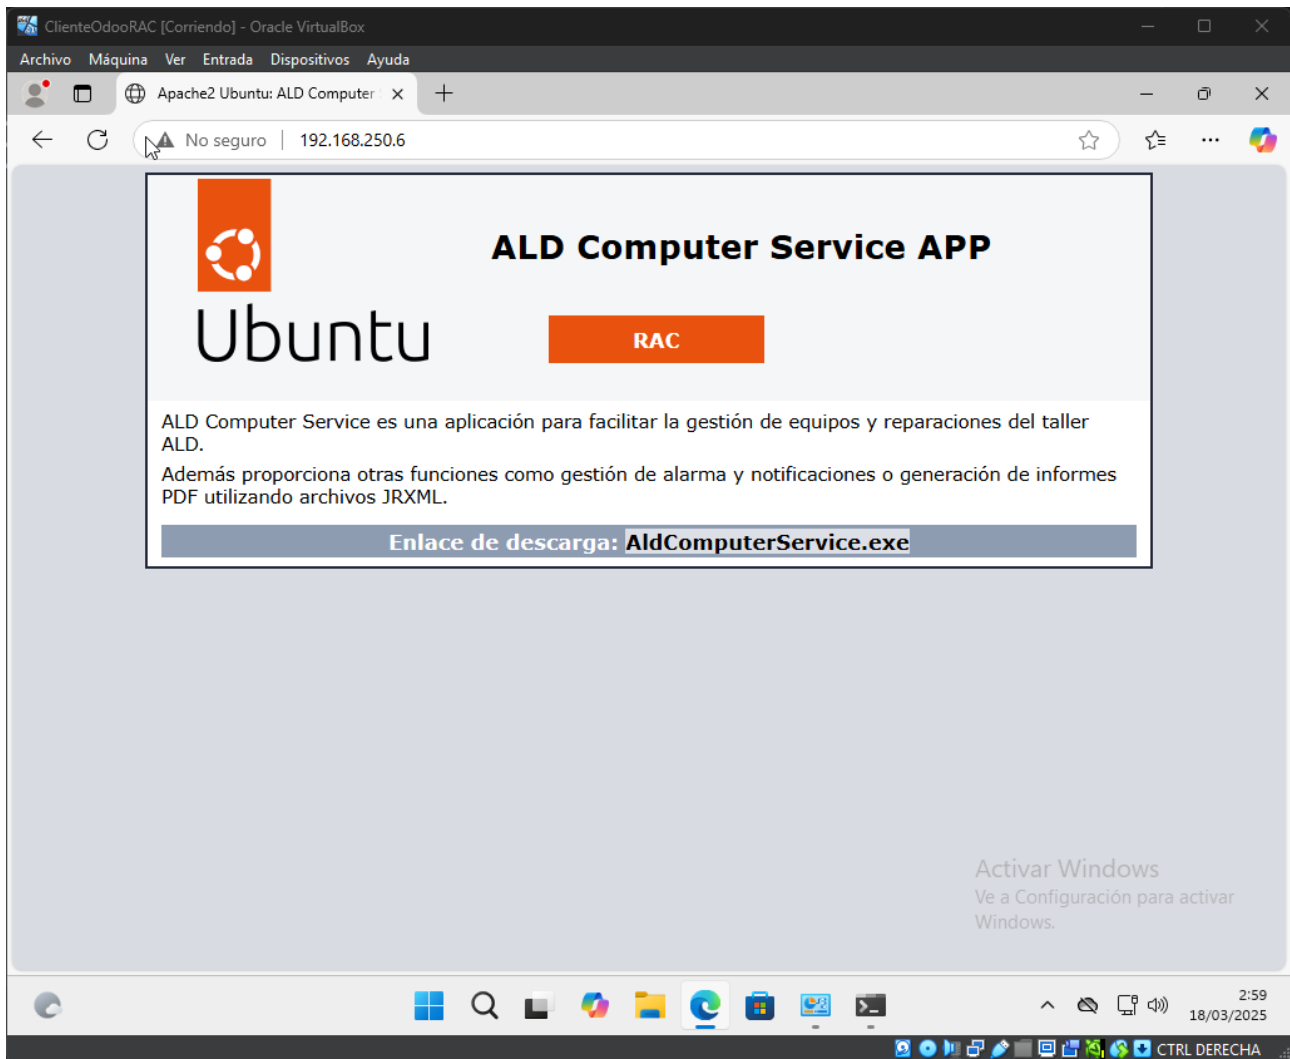 ClienteOdooRAC [Corriendo] - Oracle VirtualBox
Archivo Máquina Ver Entrada Dispositivos Ayuda
Apache2 Ubuntu: ALD Computer
No seguro | 192.168.250.6
ALD Computer Service APP
Ubuntu
RAC
ALD Computer Service es una aplicación para facilitar la gestión de equipos y reparaciones del taller
ALD.
Además proporciona otras funciones como gestión de alarma y notificaciones o generación de informes
PDF utilizando archivos JRXML.
Enlace de descarga: AldComputerService.exe
Activar Windows
Ve a Configuración para activar
Windows.
2:59
18/03/2025
CTRL DERECHA